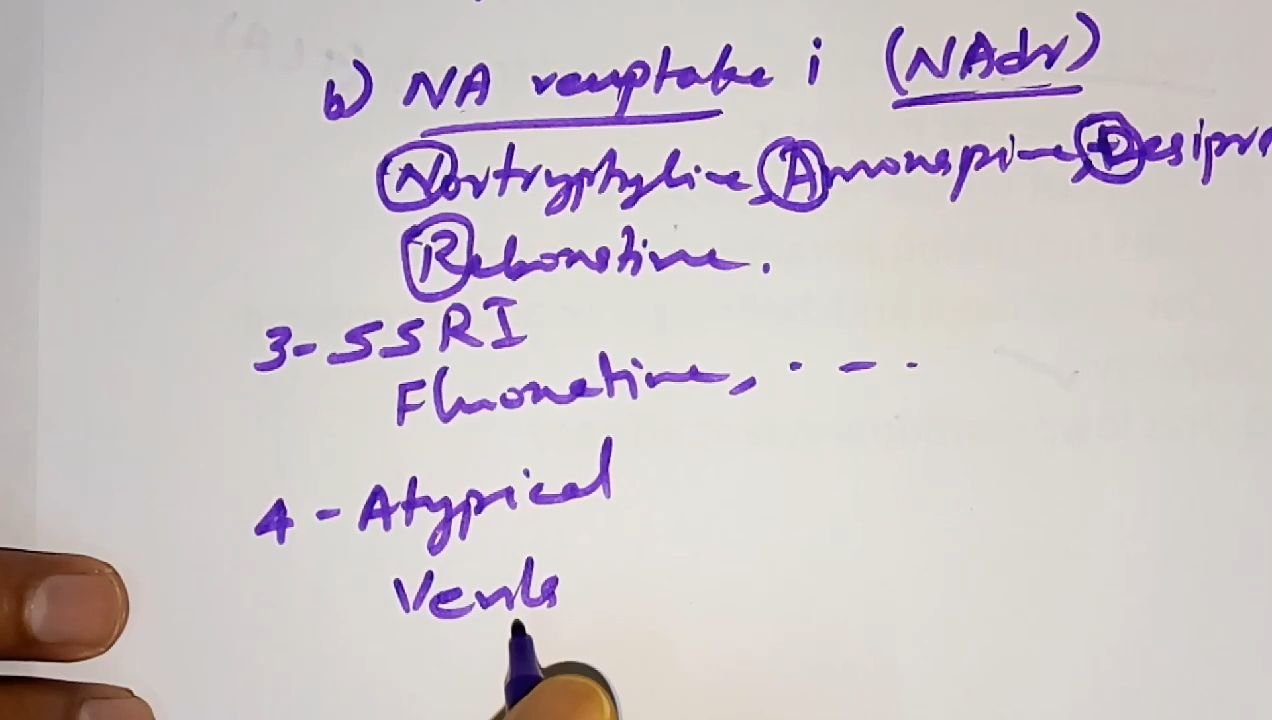 b) NA reuptake i (NAdr)
Nortryptyline, Amoxapine, Desipra
Reboxetine.
3-SSRI
Fluoxetine, . - .
4-Atypical
Venla